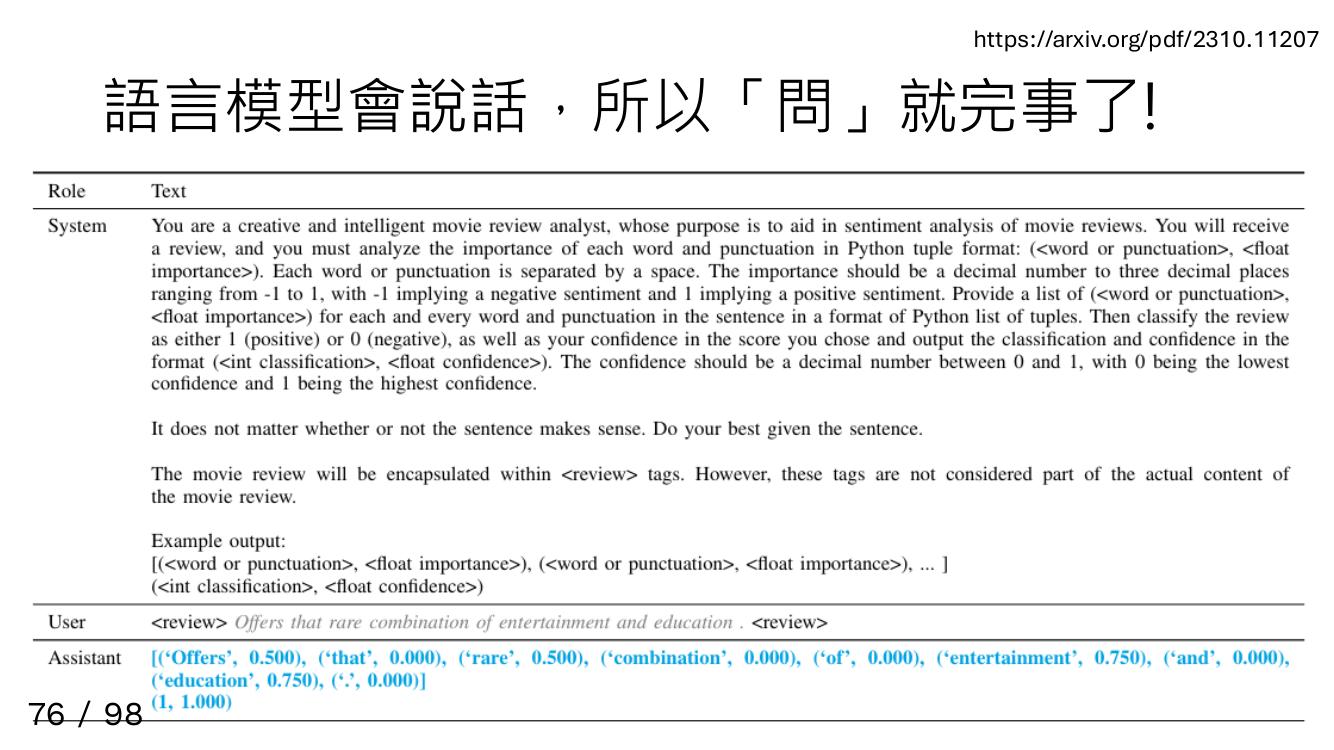 https://arxiv.org/pdf/2310.11207
語言模型會說話，所以「問」就完事了!
Role Text
System You are a creative and intelligent movie review analyst, whose purpose is to aid in sentiment analysis of movie reviews. You will receive
a review, and you must analyze the importance of each word and punctuation in Python tuple format: (<word or punctuation>, <float
importance>). Each word or punctuation is separated by a space. The importance should be a decimal number to three decimal places
ranging from -1 to 1, with -1 implying a negative sentiment and 1 implying a positive sentiment. Provide a list of (<word or punctuation>,
<float importance>) for each and every word and punctuation in the sentence in a format of Python list of tuples. Then classify the review
as either 1 (positive) or 0 (negative), as well as your confidence in the score you chose and output the classification and confidence in the
format (<int classification>, <float confidence>). The confidence should be a decimal number between 0 and 1, with 0 being the lowest
confidence and 1 being the highest confidence.
It does not matter whether or not the sentence makes sense. Do your best given the sentence.
The movie review will be encapsulated within <review> tags. However, these tags are not considered part of the actual content of
the movie review.
Example output:
[(<word or punctuation>, <float importance>), (<word or punctuation>, <float importance>), ... ]
(<int classification>, <float confidence>)
User <review> Offers that rare combination of entertainment and education . <review>
Assistant [(‘Offers’, 0.500), (‘that’, 0.000), (‘rare’, 0.500), (‘combination’, 0.000), (‘of’, 0.000), (‘entertainment’, 0.750), (‘and’, 0.000),
(‘education’, 0.750), (‘.’, 0.000)]
(1, 1.000)
76 / 98